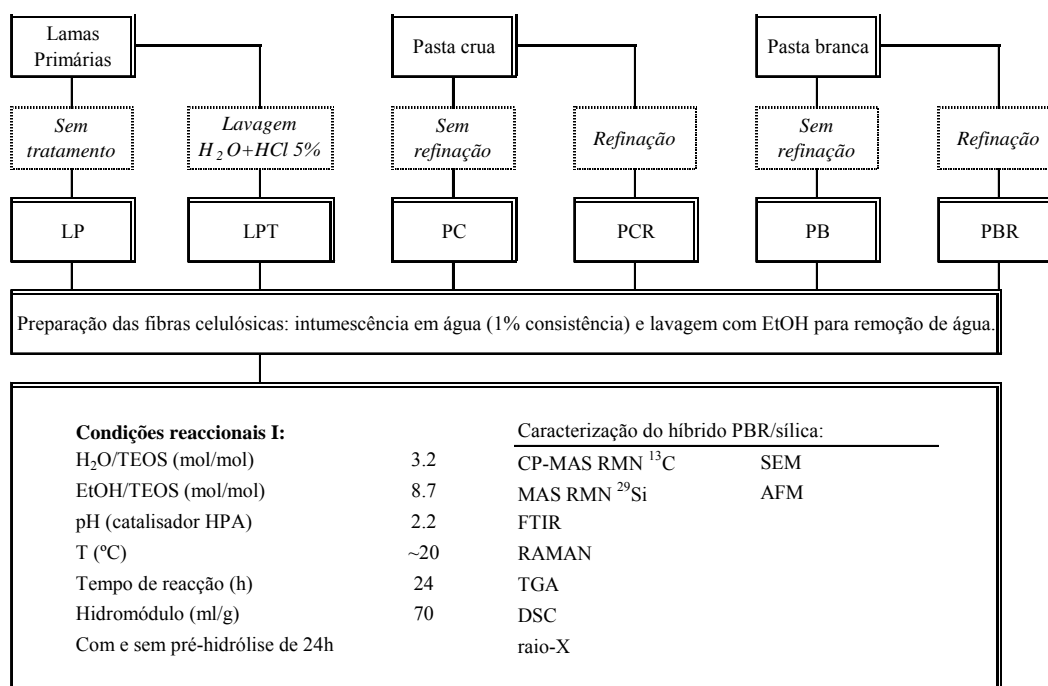 Lamas
Primárias
Pasta crua
Pasta branca
Sem
tratamento
Lavagem
H2O+HCl 5%
Sem
refinação
Refinação
Sem
refinação
Refinação
LP
LPT
PC
PCR
PB
PBR
Preparação das fibras celulósicas: intumescência em água (1% consistência) e lavagem com EtOH para remoção de água.
Condições reaccionais I:
H₂O/TEOS (mol/mol) 3.2
EtOH/TEOS (mol/mol) 8.7
pH (catalisador HPA) 2.2
T (ºC) ~20
Tempo de reacção (h) 24
Hidromódulo (ml/g) 70
Com e sem pré-hidrólise de 24h
Caracterização do híbrido PBR/sílica:
CP-MAS RMN ¹³C SEM
MAS RMN ²⁹Si AFM
FTIR
RAMAN
TGA
DSC
raio-X